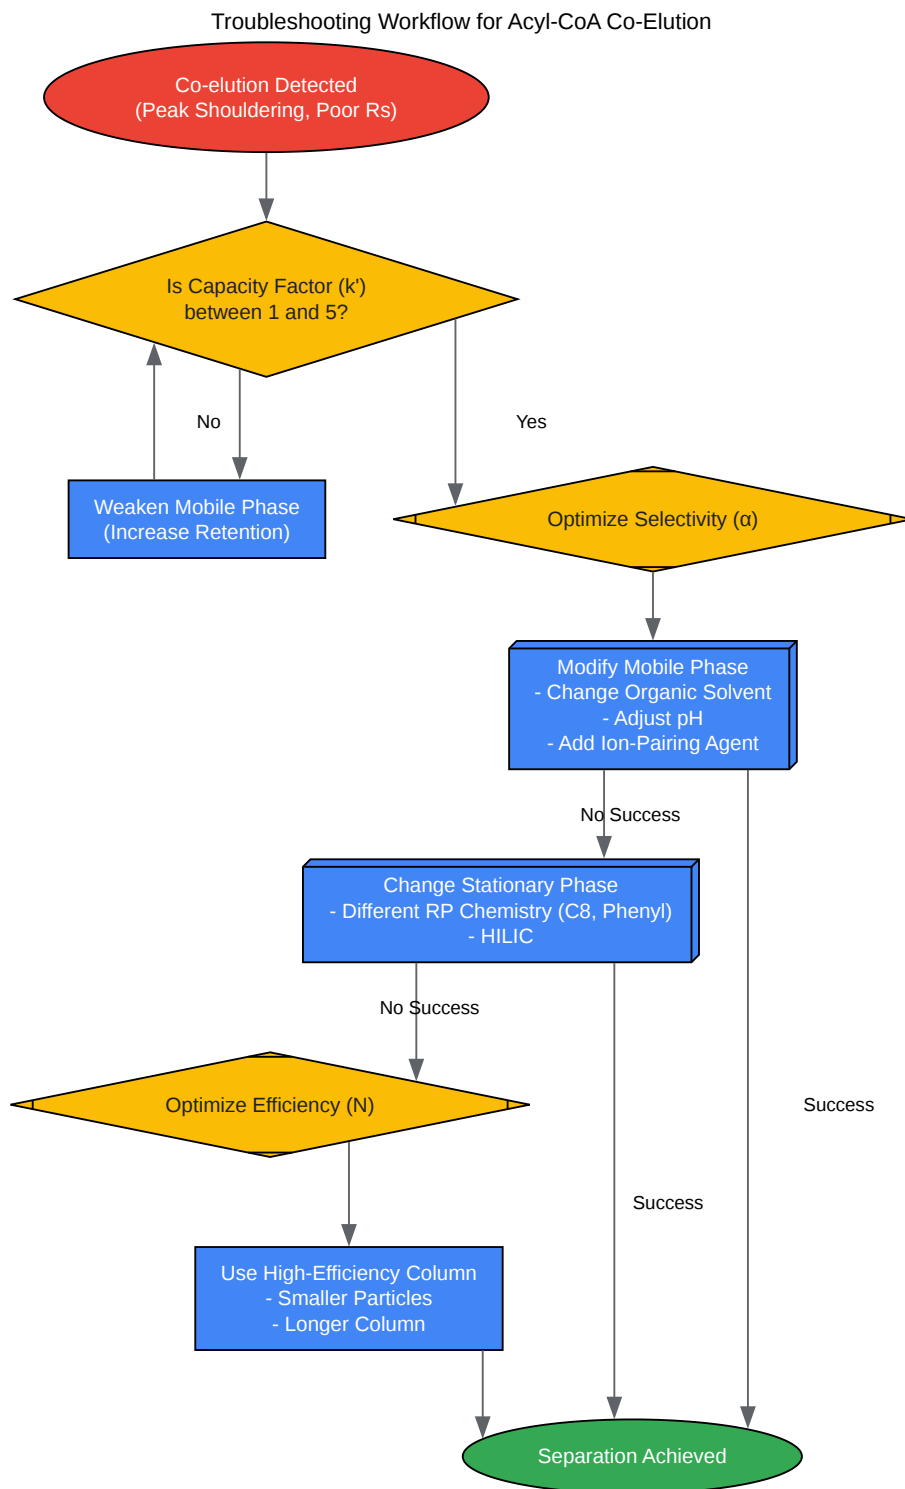 Troubleshooting Workflow for Acyl-CoA Co-Elution
Co-elution Detected
(Peak Shouldering, Poor Rs)
Is Capacity Factor (k')
between 1 and 5?
No
Yes
Weaken Mobile Phase
(Increase Retention)
Optimize Selectivity (α)
Modify Mobile Phase
- Change Organic Solvent
- Adjust pH
- Add Ion-Pairing Agent
No Success
Change Stationary Phase
- Different RP Chemistry (C8, Phenyl)
- HILIC
No Success
Optimize Efficiency (N)
Success
Success
Use High-Efficiency Column
- Smaller Particles
- Longer Column
Separation Achieved